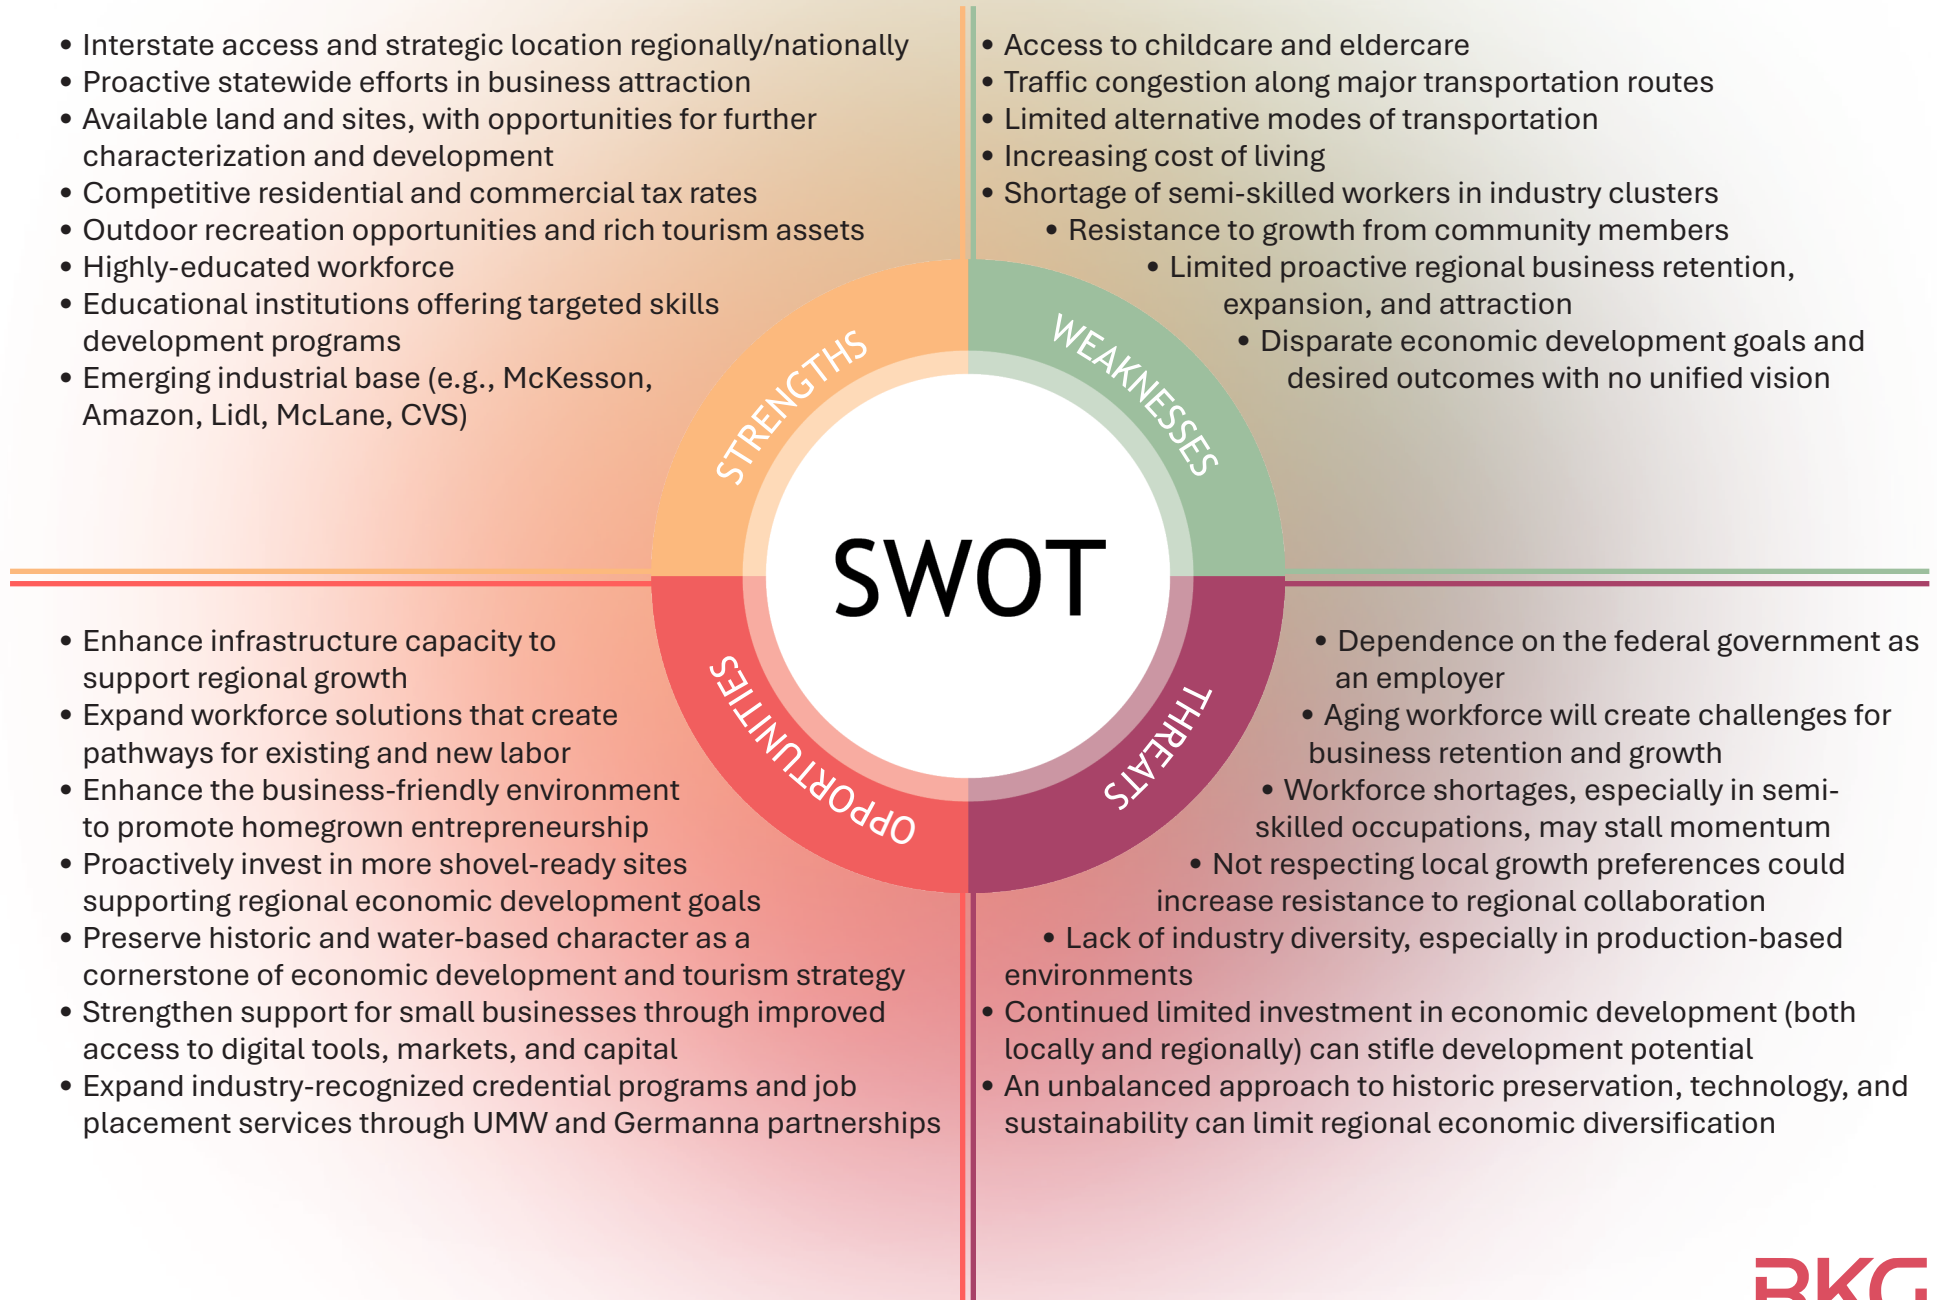 • Interstate access and strategic location regionally/nationally
• Proactive statewide efforts in business attraction
• Available land and sites, with opportunities for further
characterization and development
• Competitive residential and commercial tax rates
• Outdoor recreation opportunities and rich tourism assets
• Highly-educated workforce
• Educational institutions offering targeted skills
development programs
• Emerging industrial base (e.g., McKesson,
Amazon, Lidl, McLane, CVS)
STRENGTHS
• Access to childcare and eldercare
• Traffic congestion along major transportation routes
• Limited alternative modes of transportation
• Increasing cost of living
• Shortage of semi-skilled workers in industry clusters
• Resistance to growth from community members
• Limited proactive regional business retention,
expansion, and attraction
• Disparate economic development goals and
desired outcomes with no unified vision
WEAKNESSES
SWOT
• Enhance infrastructure capacity to
support regional growth
• Expand workforce solutions that create
pathways for existing and new labor
• Enhance the business-friendly environment
to promote homegrown entrepreneurship
• Proactively invest in more shovel-ready sites
supporting regional economic development goals
• Preserve historic and water-based character as a
cornerstone of economic development and tourism strategy
• Strengthen support for small businesses through improved
access to digital tools, markets, and capital
• Expand industry-recognized credential programs and job
placement services through UMW and Germanna partnerships
OPPORTUNITIES
• Dependence on the federal government as
an employer
• Aging workforce will create challenges for
business retention and growth
• Workforce shortages, especially in semi-
skilled occupations, may stall momentum
• Not respecting local growth preferences could
increase resistance to regional collaboration
• Lack of industry diversity, especially in production-based
environments
• Continued limited investment in economic development (both
locally and regionally) can stifle development potential
• An unbalanced approach to historic preservation, technology, and
sustainability can limit regional economic diversification
THREATS
RKG